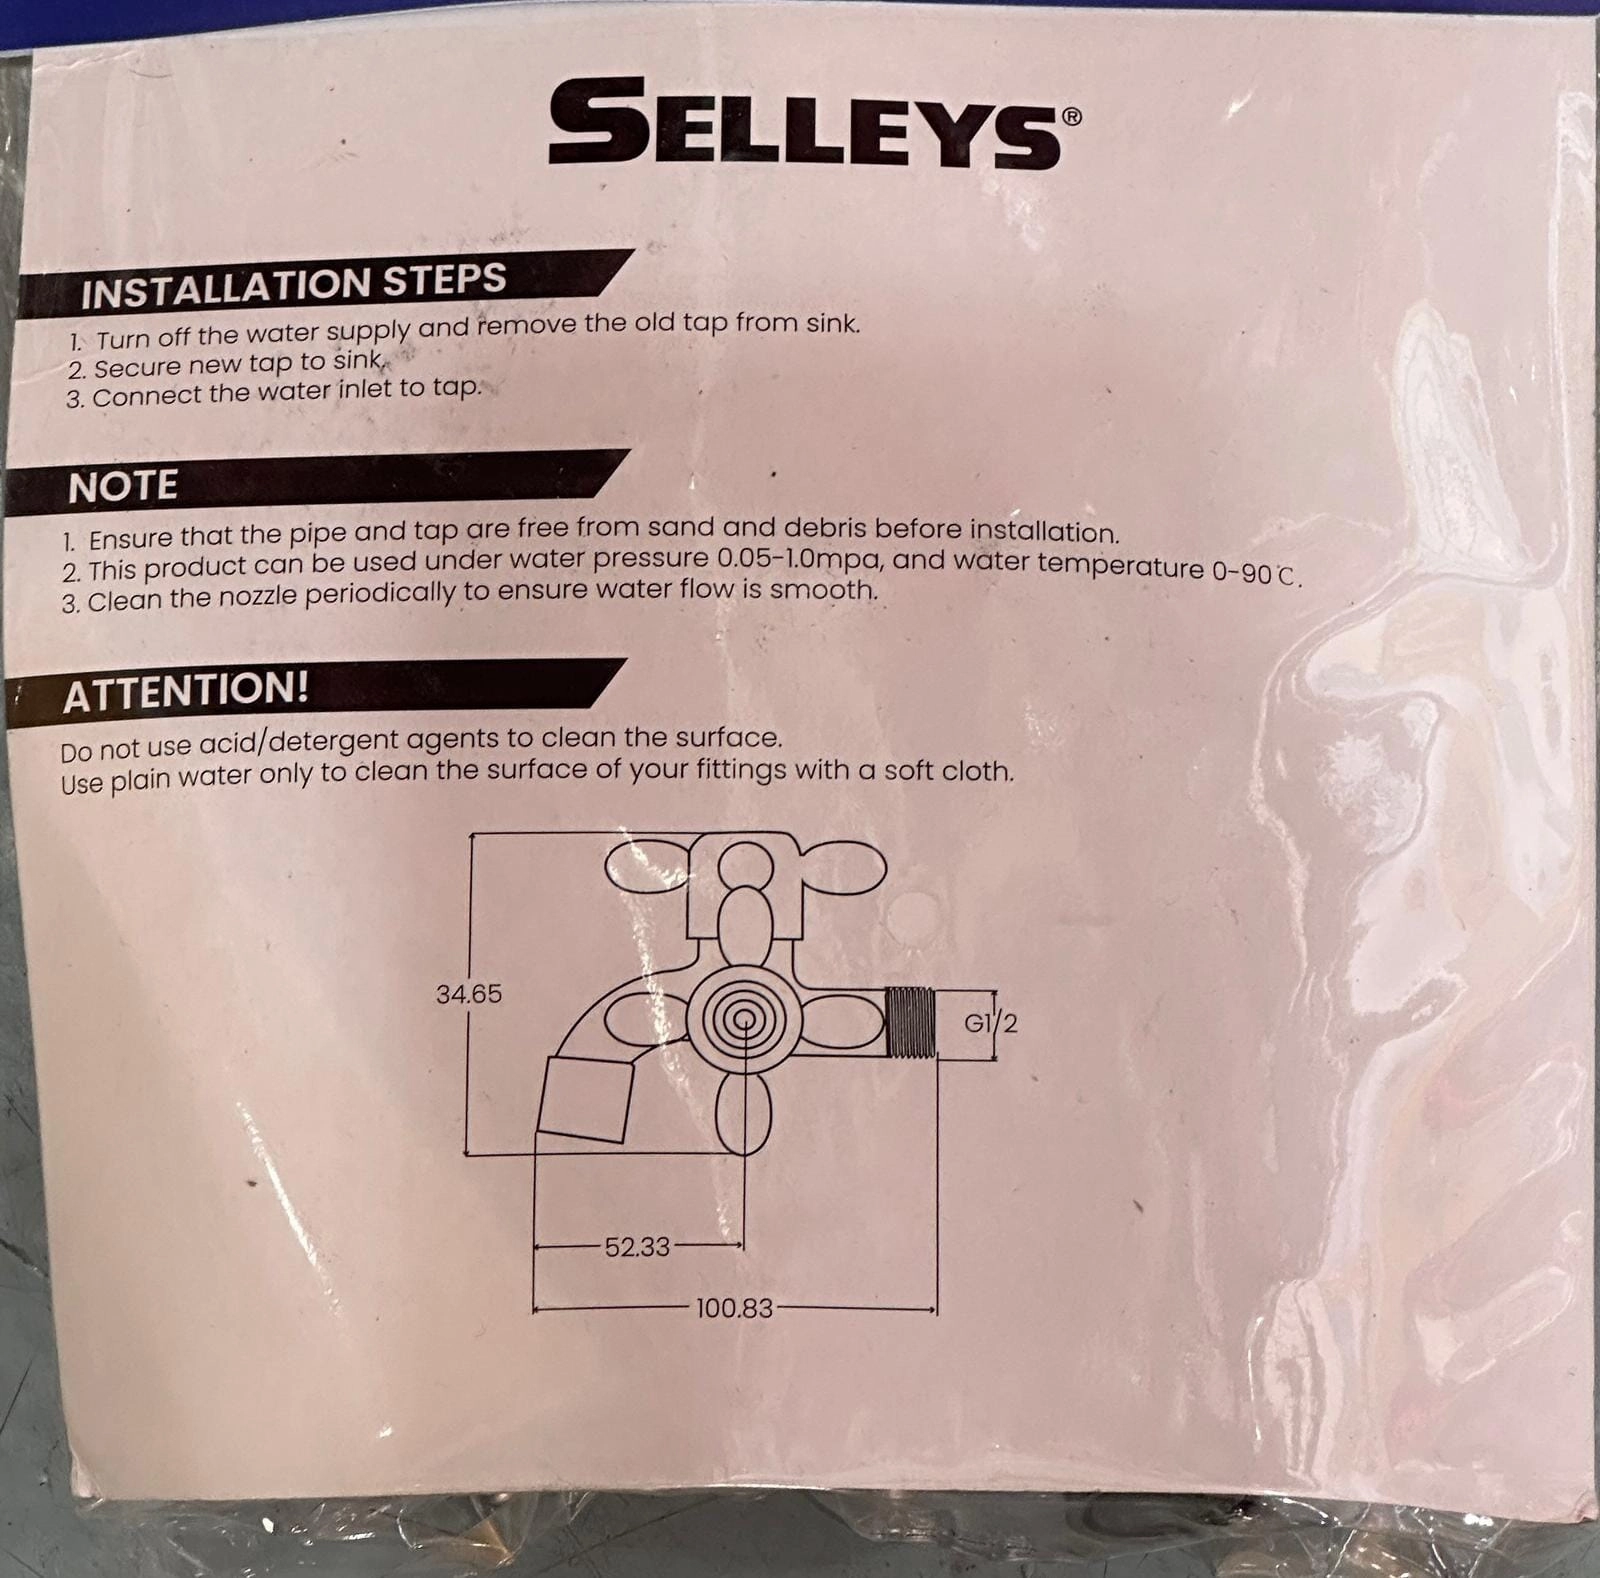 SELLEYS®
INSTALLATION STEPS
1. Turn off the water supply and remove the old tap from sink.
2. Secure new tap to sink.
3. Connect the water inlet to tap.
NOTE
1. Ensure that the pipe and tap are free from sand and debris before installation.
2. This product can be used under water pressure 0.05-1.0mpa, and water temperature 0-90℃.
3. Clean the nozzle periodically to ensure water flow is smooth.
ATTENTION!
Do not use acid/detergent agents to clean the surface.
Use plain water only to clean the surface of your fittings with a soft cloth.
34.65
G1/2
52.33
100.83